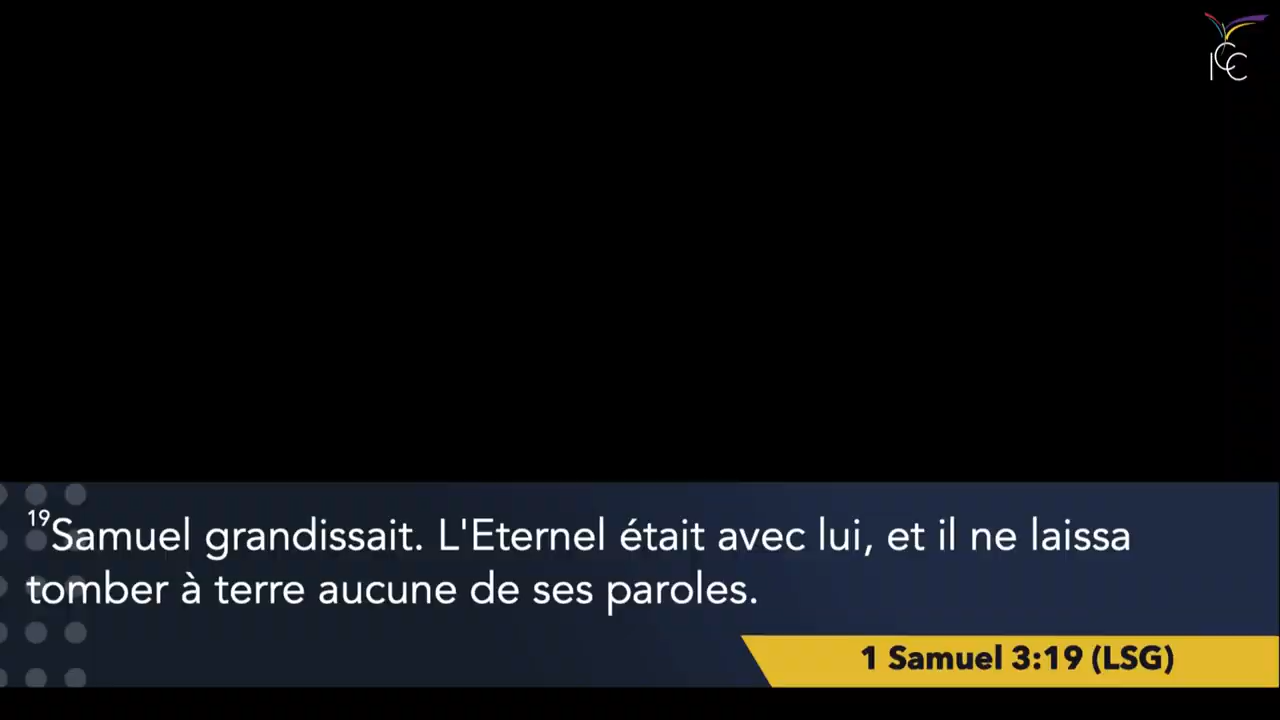 ICC
19Samuel grandissait. L'Eternel était avec lui, et il ne laissa
tomber à terre aucune de ses paroles.
1 Samuel 3:19 (LSG)